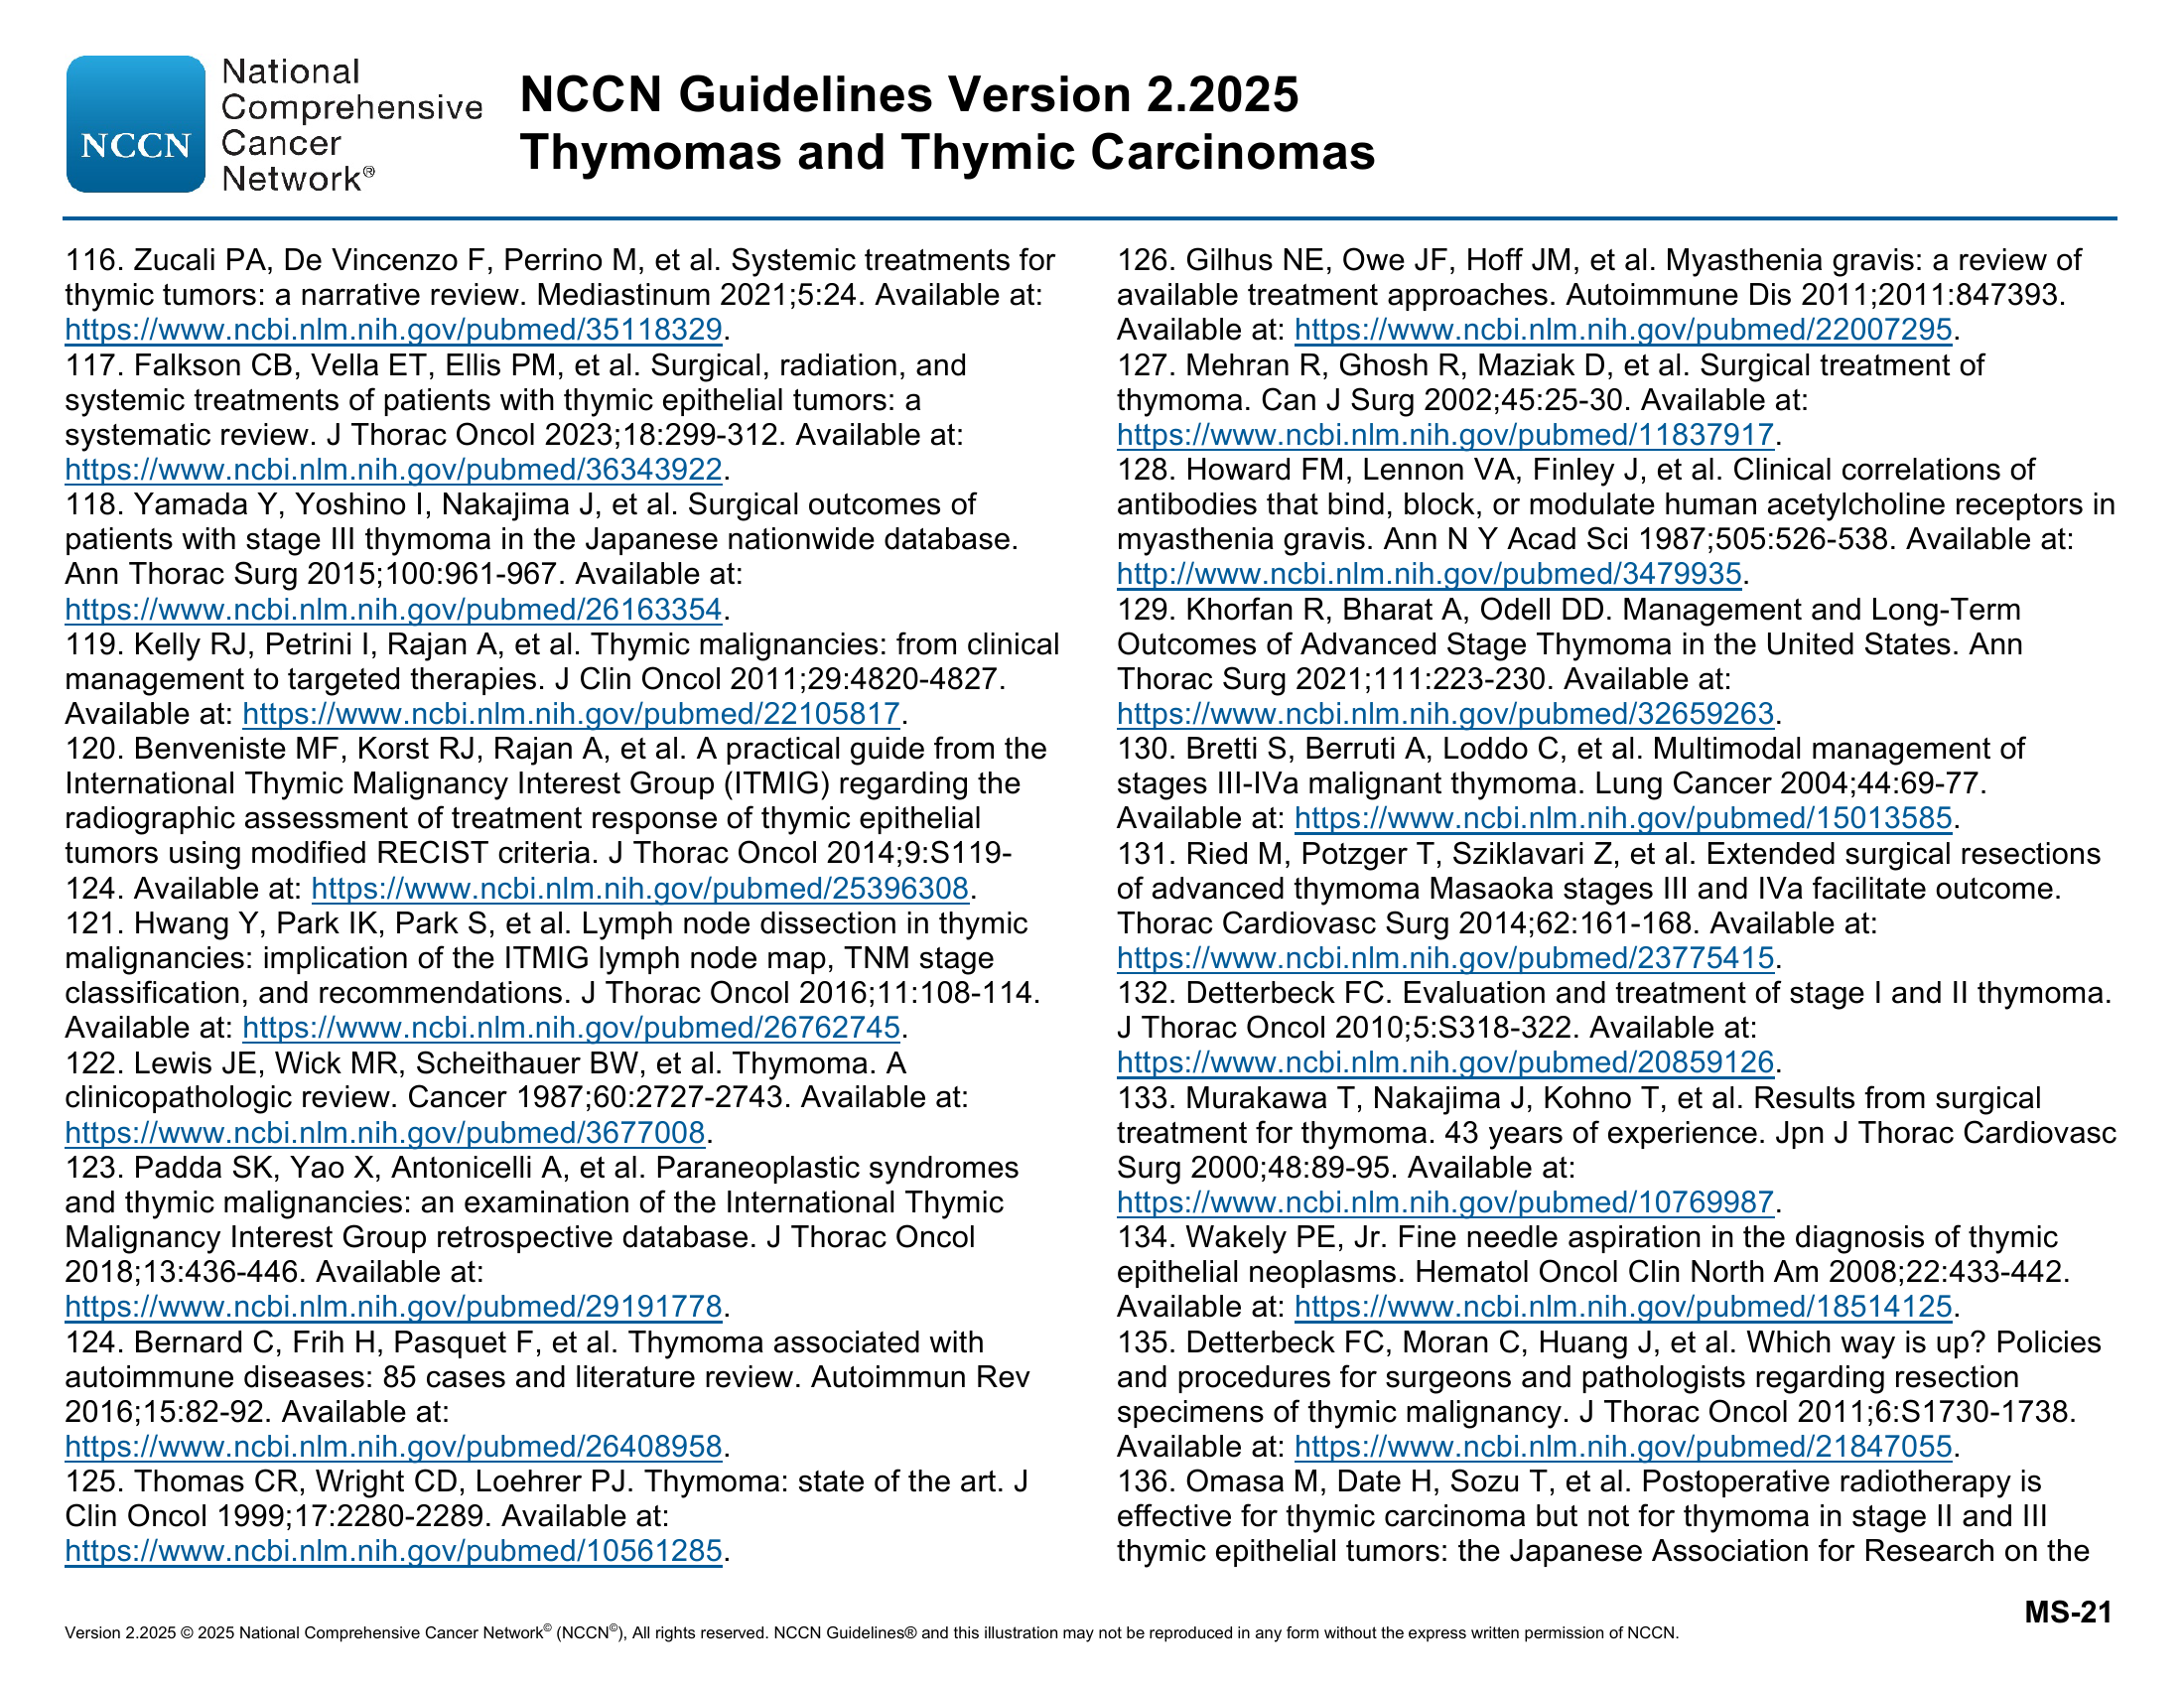 National
Comprehensive
Cancer
Network®
NCCN
NCCN Guidelines Version 2.2025
Thymomas and Thymic Carcinomas
116. Zucali PA, De Vincenzo F, Perrino M, et al. Systemic treatments for
thymic tumors: a narrative review. Mediastinum 2021;5:24. Available at:
https://www.ncbi.nlm.nih.gov/pubmed/35118329.
117. Falkson CB, Vella ET, Ellis PM, et al. Surgical, radiation, and
systemic treatments of patients with thymic epithelial tumors: a
systematic review. J Thorac Oncol 2023;18:299-312. Available at:
https://www.ncbi.nlm.nih.gov/pubmed/36343922.
118. Yamada Y, Yoshino I, Nakajima J, et al. Surgical outcomes of
patients with stage III thymoma in the Japanese nationwide database.
Ann Thorac Surg 2015;100:961-967. Available at:
https://www.ncbi.nlm.nih.gov/pubmed/26163354.
119. Kelly RJ, Petrini I, Rajan A, et al. Thymic malignancies: from clinical
management to targeted therapies. J Clin Oncol 2011;29:4820-4827.
Available at: https://www.ncbi.nlm.nih.gov/pubmed/22105817.
120. Benveniste MF, Korst RJ, Rajan A, et al. A practical guide from the
International Thymic Malignancy Interest Group (ITMIG) regarding the
radiographic assessment of treatment response of thymic epithelial
tumors using modified RECIST criteria. J Thorac Oncol 2014;9:S119-
124. Available at: https://www.ncbi.nlm.nih.gov/pubmed/25396308.
121. Hwang Y, Park IK, Park S, et al. Lymph node dissection in thymic
malignancies: implication of the ITMIG lymph node map, TNM stage
classification, and recommendations. J Thorac Oncol 2016;11:108-114.
Available at: https://www.ncbi.nlm.nih.gov/pubmed/26762745.
122. Lewis JE, Wick MR, Scheithauer BW, et al. Thymoma. A
clinicopathologic review. Cancer 1987;60:2727-2743. Available at:
https://www.ncbi.nlm.nih.gov/pubmed/3677008.
123. Padda SK, Yao X, Antonicelli A, et al. Paraneoplastic syndromes
and thymic malignancies: an examination of the International Thymic
Malignancy Interest Group retrospective database. J Thorac Oncol
2018;13:436-446. Available at:
https://www.ncbi.nlm.nih.gov/pubmed/29191778.
124. Bernard C, Frih H, Pasquet F, et al. Thymoma associated with
autoimmune diseases: 85 cases and literature review. Autoimmun Rev
2016;15:82-92. Available at:
https://www.ncbi.nlm.nih.gov/pubmed/26408958.
125. Thomas CR, Wright CD, Loehrer PJ. Thymoma: state of the art. J
Clin Oncol 1999;17:2280-2289. Available at:
https://www.ncbi.nlm.nih.gov/pubmed/10561285.
126. Gilhus NE, Owe JF, Hoff JM, et al. Myasthenia gravis: a review of
available treatment approaches. Autoimmune Dis 2011;2011:847393.
Available at: https://www.ncbi.nlm.nih.gov/pubmed/22007295.
127. Mehran R, Ghosh R, Maziak D, et al. Surgical treatment of
thymoma. Can J Surg 2002;45:25-30. Available at:
https://www.ncbi.nlm.nih.gov/pubmed/11837917.
128. Howard FM, Lennon VA, Finley J, et al. Clinical correlations of
antibodies that bind, block, or modulate human acetylcholine receptors in
myasthenia gravis. Ann N Y Acad Sci 1987;505:526-538. Available at:
http://www.ncbi.nlm.nih.gov/pubmed/3479935.
129. Khorfan R, Bharat A, Odell DD. Management and Long-Term
Outcomes of Advanced Stage Thymoma in the United States. Ann
Thorac Surg 2021;111:223-230. Available at:
https://www.ncbi.nlm.nih.gov/pubmed/32659263.
130. Bretti S, Berruti A, Loddo C, et al. Multimodal management of
stages III-IVa malignant thymoma. Lung Cancer 2004;44:69-77.
Available at: https://www.ncbi.nlm.nih.gov/pubmed/15013585.
131. Ried M, Potzger T, Sziklavari Z, et al. Extended surgical resections
of advanced thymoma Masaoka stages III and IVa facilitate outcome.
Thorac Cardiovasc Surg 2014;62:161-168. Available at:
https://www.ncbi.nlm.nih.gov/pubmed/23775415.
132. Detterbeck FC. Evaluation and treatment of stage I and II thymoma.
J Thorac Oncol 2010;5:S318-322. Available at:
https://www.ncbi.nlm.nih.gov/pubmed/20859126.
133. Murakawa T, Nakajima J, Kohno T, et al. Results from surgical
treatment for thymoma. 43 years of experience. Jpn J Thorac Cardiovasc
Surg 2000;48:89-95. Available at:
https://www.ncbi.nlm.nih.gov/pubmed/10769987.
134. Wakely PE, Jr. Fine needle aspiration in the diagnosis of thymic
epithelial neoplasms. Hematol Oncol Clin North Am 2008;22:433-442.
Available at: https://www.ncbi.nlm.nih.gov/pubmed/18514125.
135. Detterbeck FC, Moran C, Huang J, et al. Which way is up? Policies
and procedures for surgeons and pathologists regarding resection
specimens of thymic malignancy. J Thorac Oncol 2011;6:S1730-1738.
Available at: https://www.ncbi.nlm.nih.gov/pubmed/21847055.
136. Omasa M, Date H, Sozu T, et al. Postoperative radiotherapy is
effective for thymic carcinoma but not for thymoma in stage II and III
thymic epithelial tumors: the Japanese Association for Research on the
MS-21
Version 2.2025 © 2025 National Comprehensive Cancer Network© (NCCN©), All rights reserved. NCCN Guidelines® and this illustration may not be reproduced in any form without the express written permission of NCCN.